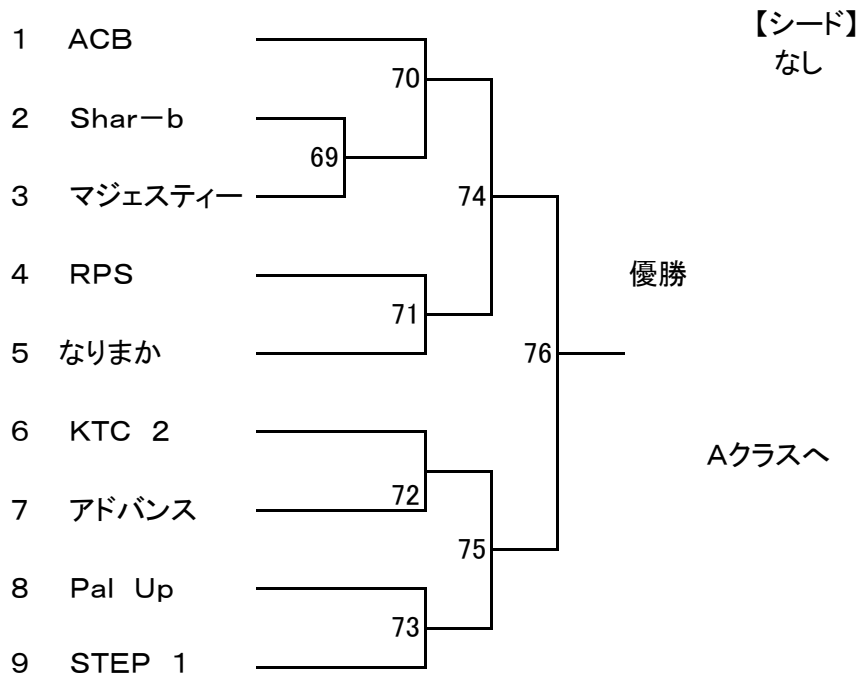 【シード】
なし
1 ACB
70
2 Shar-b
69
3 マジェスティー
74
4 RPS
優勝
71
5 なりまか
76
6 KTC 2
Aクラスへ
72
7 アドバンス
75
8 Pal Up
73
9 STEP 1